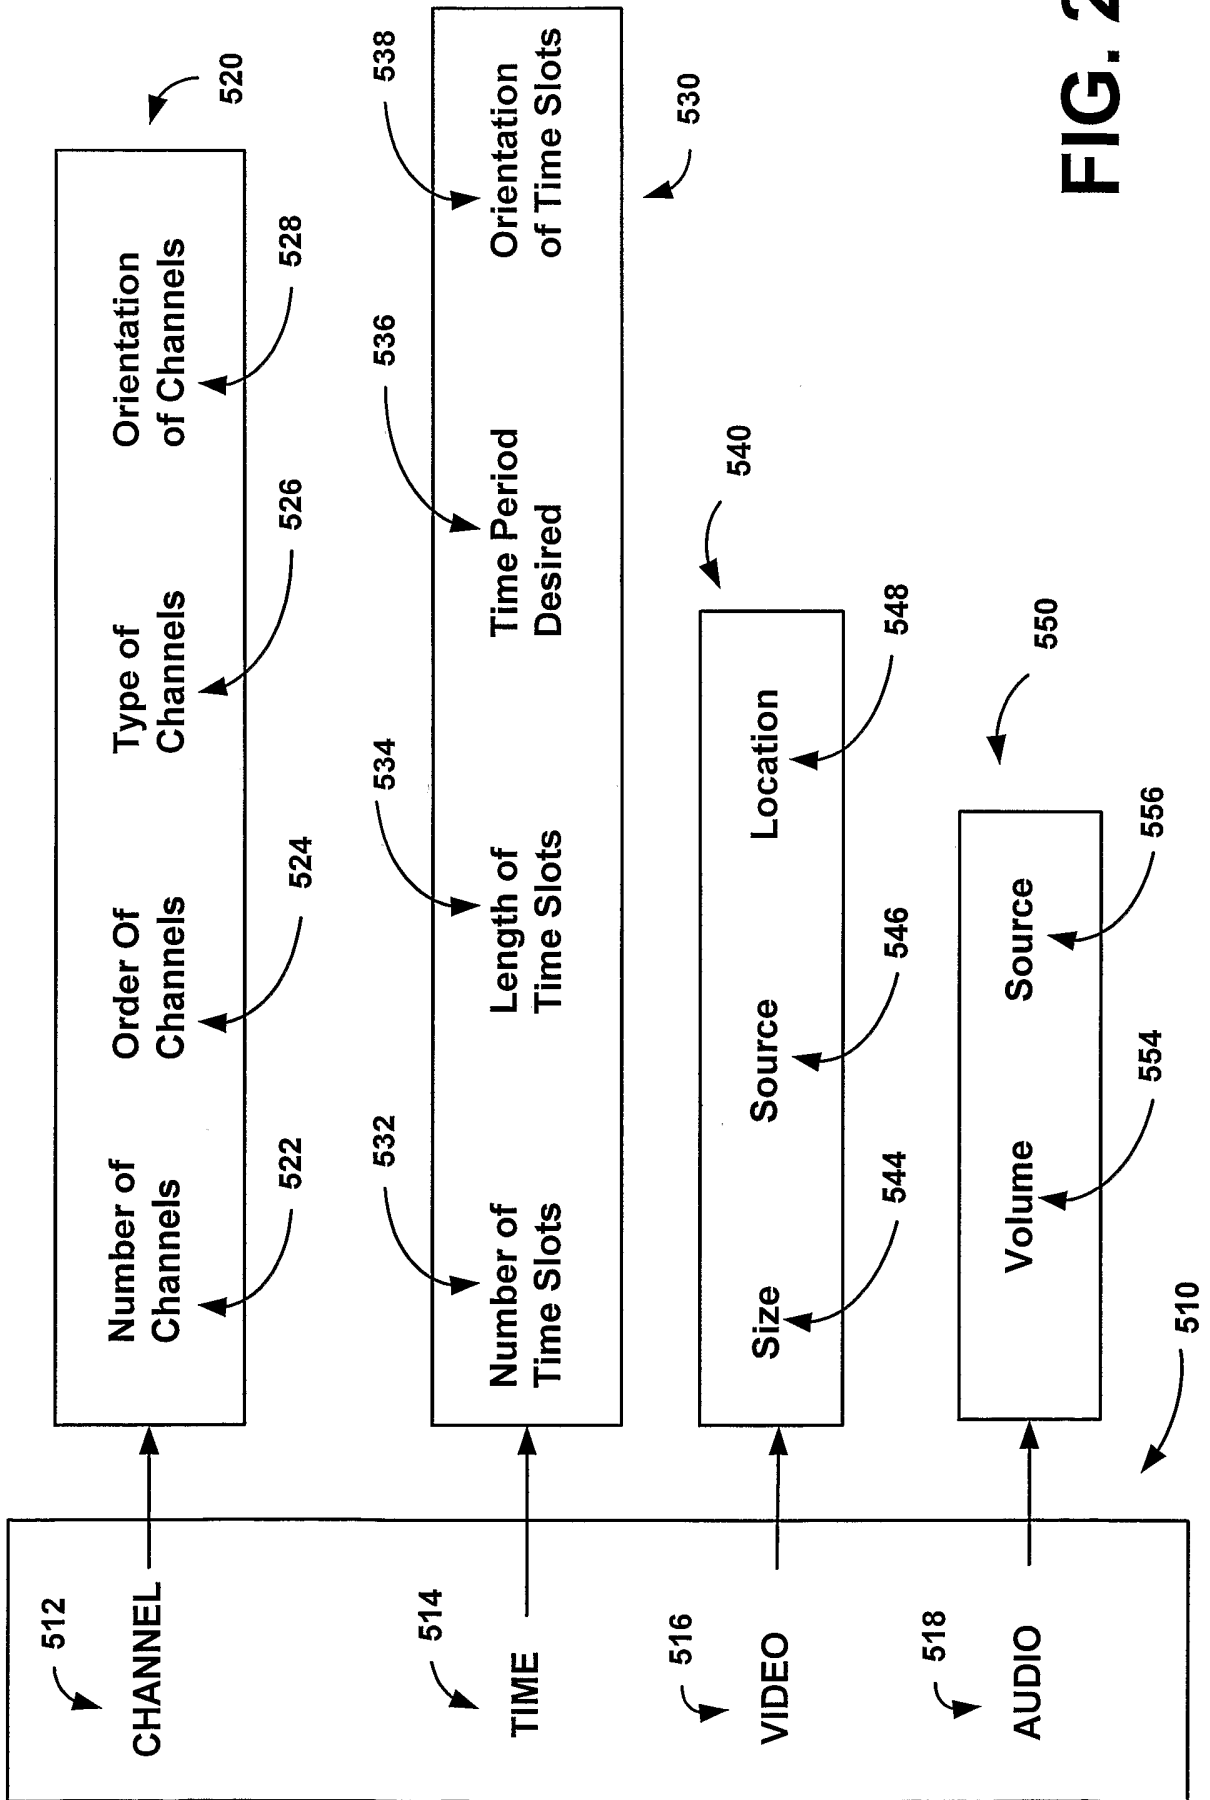 512
CHANNEL
Number of
Channels
522
Order Of
Channels
524
Type of
Channels
526
Orientation
of Channels
528
520
514
TIME
532
Number of
Time Slots
534
Length of
Time Slots
536
Time Period
Desired
538
Orientation
of Time Slots
530
516
VIDEO
Size
544
Source
546
Location
548
540
518
AUDIO
Volume
554
Source
556
550
510
FIG. 2